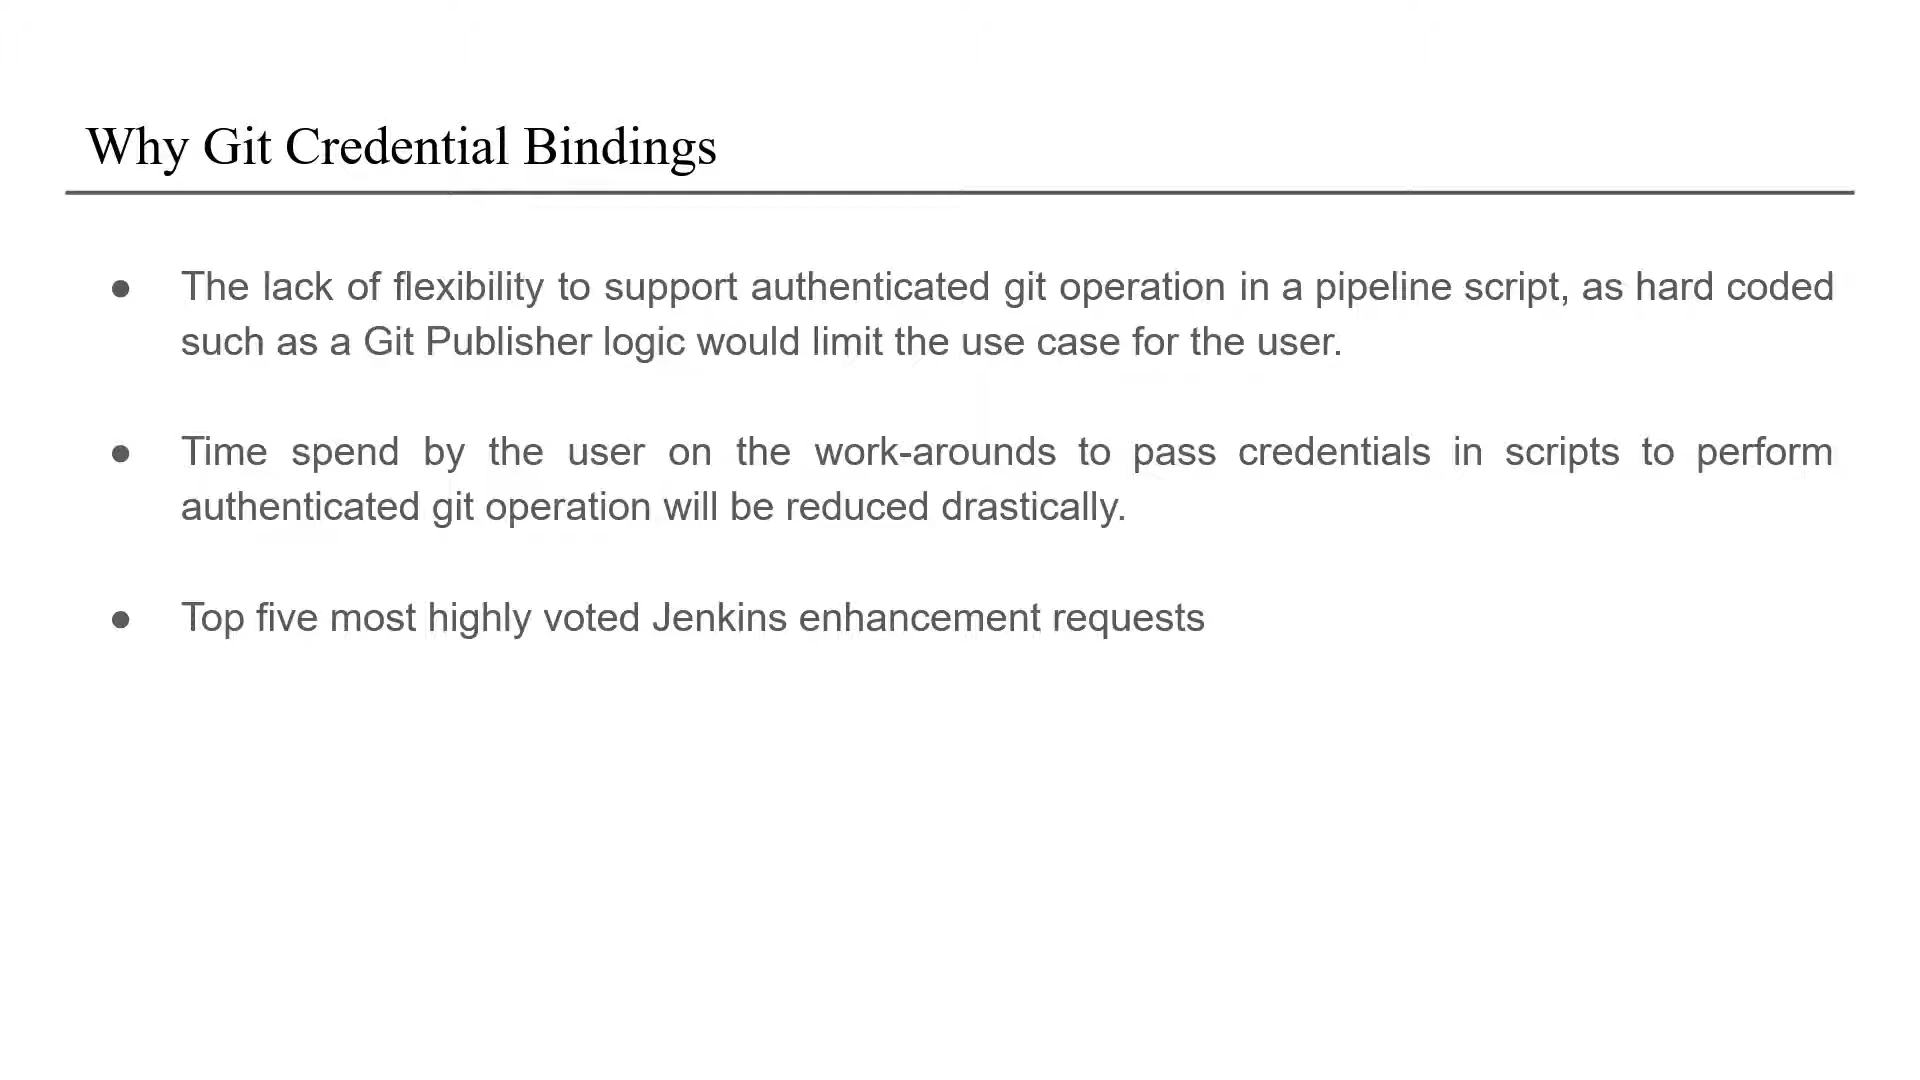 Why Git Credential Bindings
● The lack of flexibility to support authenticated git operation in a pipeline script, as hard coded
such as a Git Publisher logic would limit the use case for the user.
● Time spend by the user on the work-arounds to pass credentials in scripts to perform
authenticated git operation will be reduced drastically.
● Top five most highly voted Jenkins enhancement requests